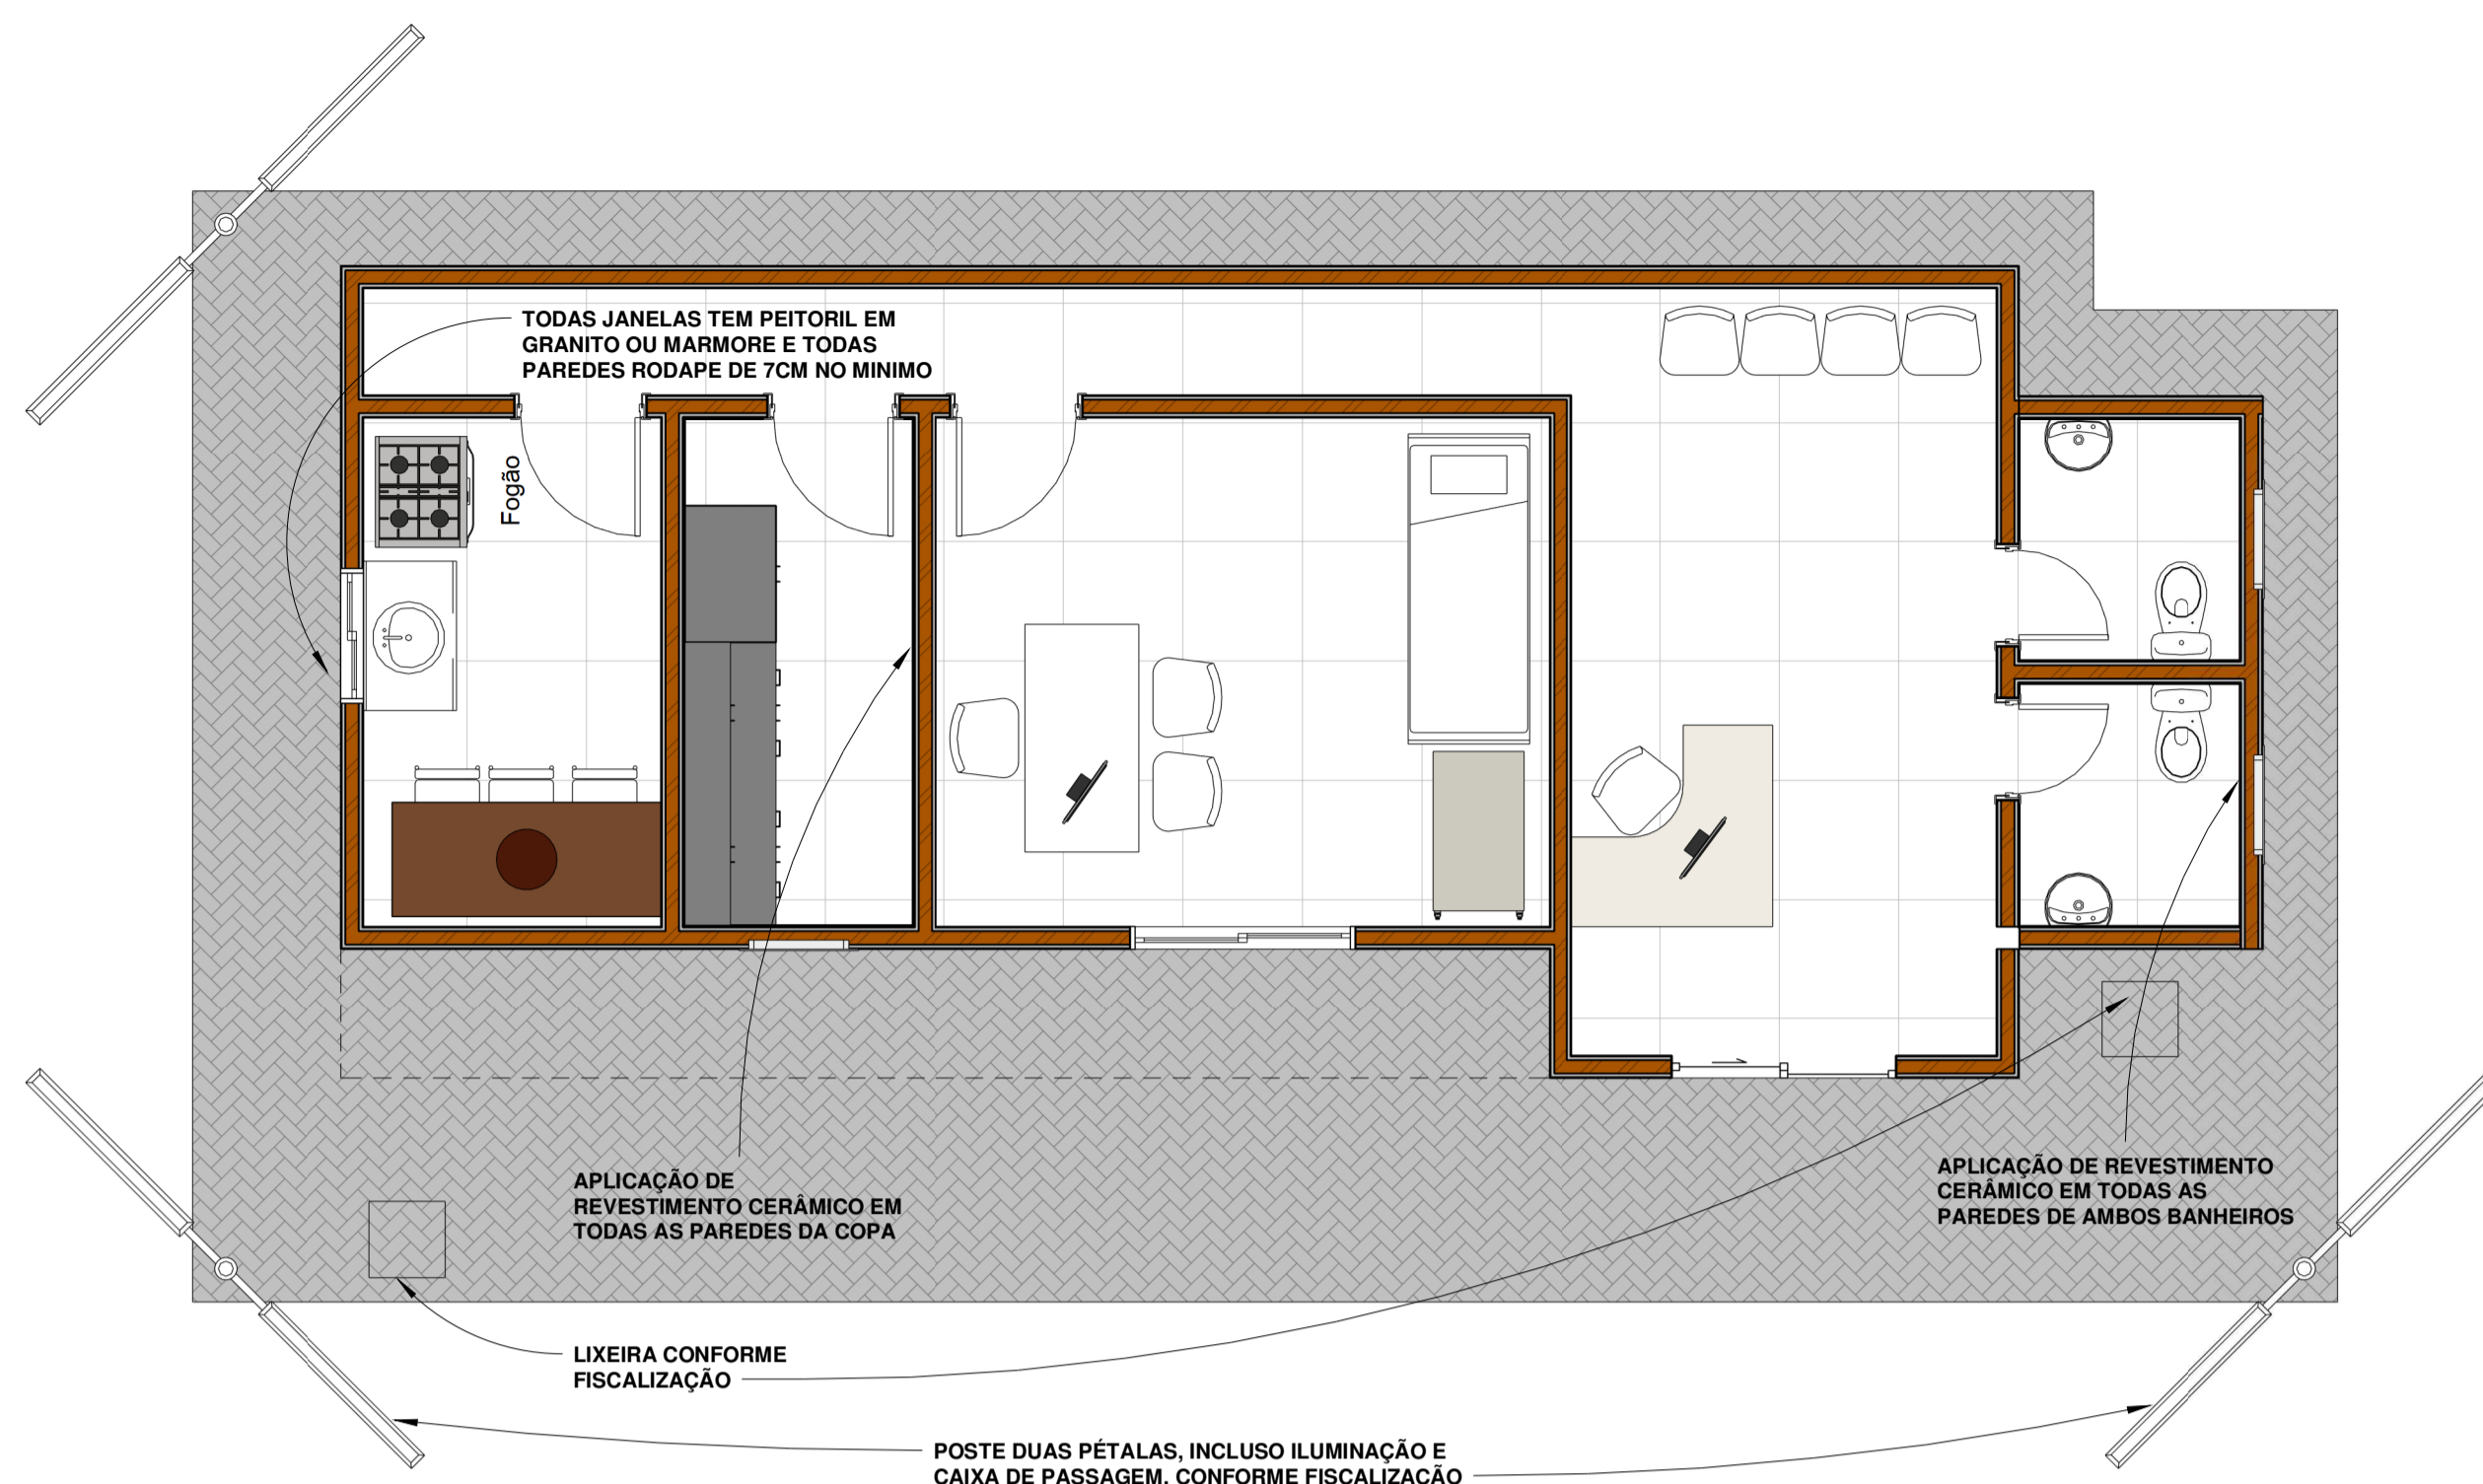 TODAS JANELAS TEM PEITORIL EM
GRANITO OU MARMORE E TODAS
PAREDES RODAPE DE 7CM NO MINIMO
Fogão
APLICAÇÃO DE
REVESTIMENTO CERÂMICO EM
TODAS AS PAREDES DA COPA
APLICAÇÃO DE REVESTIMENTO
CERÂMICO EM TODAS AS
PAREDES DE AMBOS BANHEIROS
LIXEIRA CONFORME
FISCALIZAÇÃO
POSTE DUAS PÉTALAS, INCLUSO ILUMINAÇÃO E
CAIXA DE PASSAGEM, CONFORME FISCALIZAÇÃO